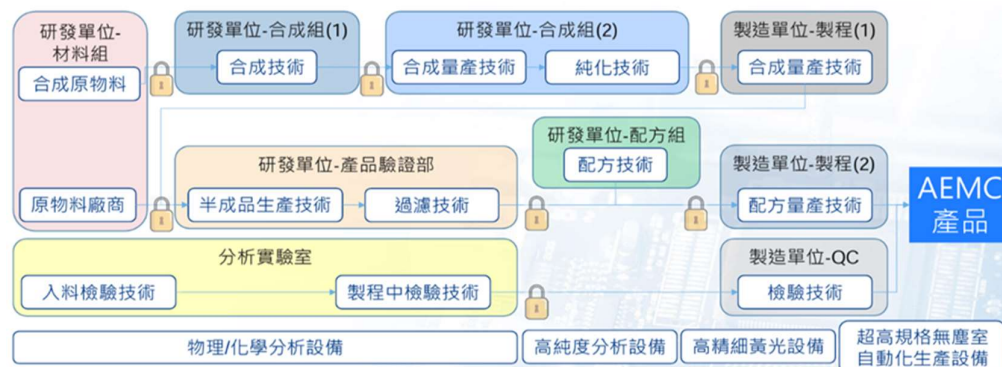 研發單位-
材料組
合成原物料
原物料廠商
研發單位-合成組(1)
合成技術
研發單位-合成組(2)
合成量產技術
純化技術
製造單位-製程(1)
合成量產技術
研發單位-產品驗證部
半成品生產技術
過濾技術
研發單位-配方組
配方技術
製造單位-製程(2)
配方量產技術
AEMC
產品
分析實驗室
入料檢驗技術
製程中檢驗技術
製造單位-QC
檢驗技術
物理/化學分析設備
高純度分析設備
高精細黃光設備
超高規格無塵室
自動化生產設備